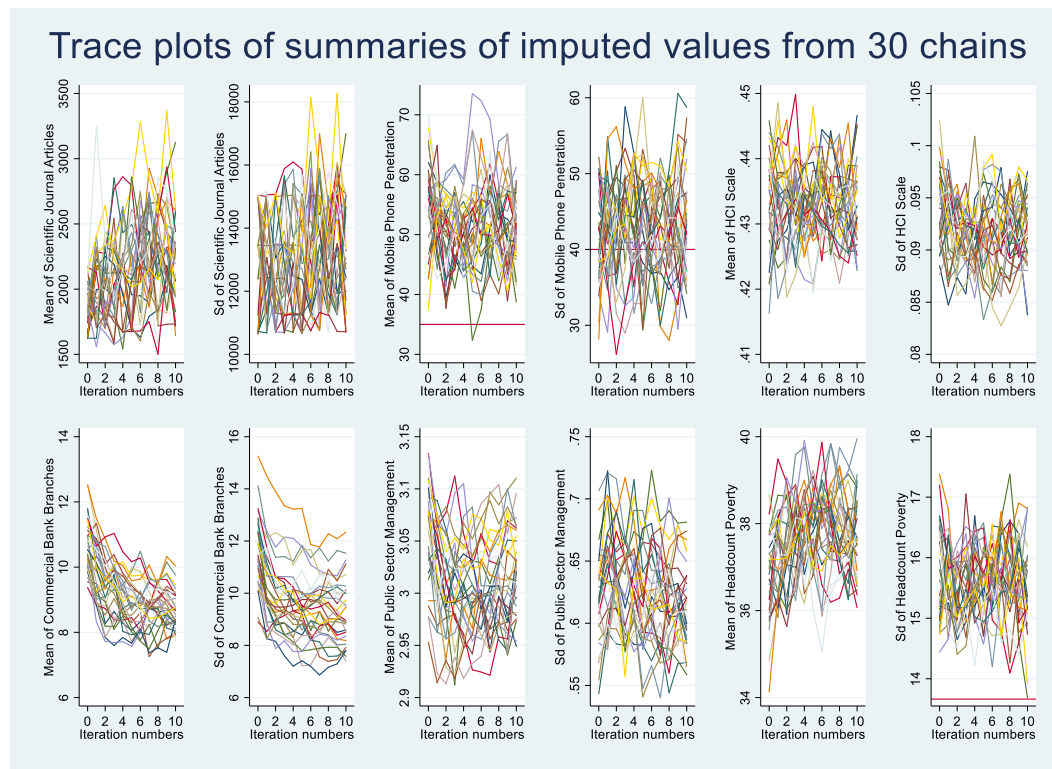 Trace plots of summaries of imputed values from 30 chains
Mean of Scientific Journal Articles
3500
3000
2500
2000
1500
0 2 4 6 8 10
Iteration numbers
Sd of Scientific Journal Articles
18000
16000
14000
12000
10000
0 2 4 6 8 10
Iteration numbers
Mean of Mobile Phone Penetration
70
60
50
40
30
0 2 4 6 8 10
Iteration numbers
Sd of Mobile Phone Penetration
60
50
40
30
0 2 4 6 8 10
Iteration numbers
Mean of HCI Scale
.45
.44
.43
.42
.41
0 2 4 6 8 10
Iteration numbers
Sd of HCI Scale
.105
.1
.095
.09
.085
.08
0 2 4 6 8 10
Iteration numbers
Mean of Commercial Bank Branches
14
12
10
8
6
0 2 4 6 8 10
Iteration numbers
Sd of Commercial Bank Branches
16
14
12
10
8
6
0 2 4 6 8 10
Iteration numbers
Mean of Public Sector Management
3.15
3.1
3.05
3
2.95
2.9
0 2 4 6 8 10
Iteration numbers
Sd of Public Sector Management
.75
.7
.65
.6
.55
0 2 4 6 8 10
Iteration numbers
Mean of Headcount Poverty
40
38
36
34
0 2 4 6 8 10
Iteration numbers
Sd of Headcount Poverty
18
17
16
15
14
0 2 4 6 8 10
Iteration numbers